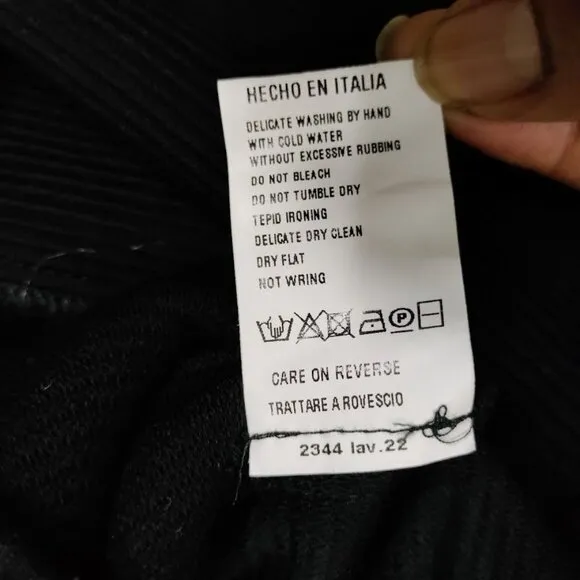 HECHO EN ITALIA
DELICATE WASHING BY HAND
WITH COLD WATER
WITHOUT EXCESSIVE RUBBING
DO NOT BLEACH
DO NOT TUMBLE DRY
TEPID IRONING
DELICATE DRY CLEAN
DRY FLAT
NOT WRING
P
CARE ON REVERSE
TRATTARE A ROVESCIO
2344 lav.22